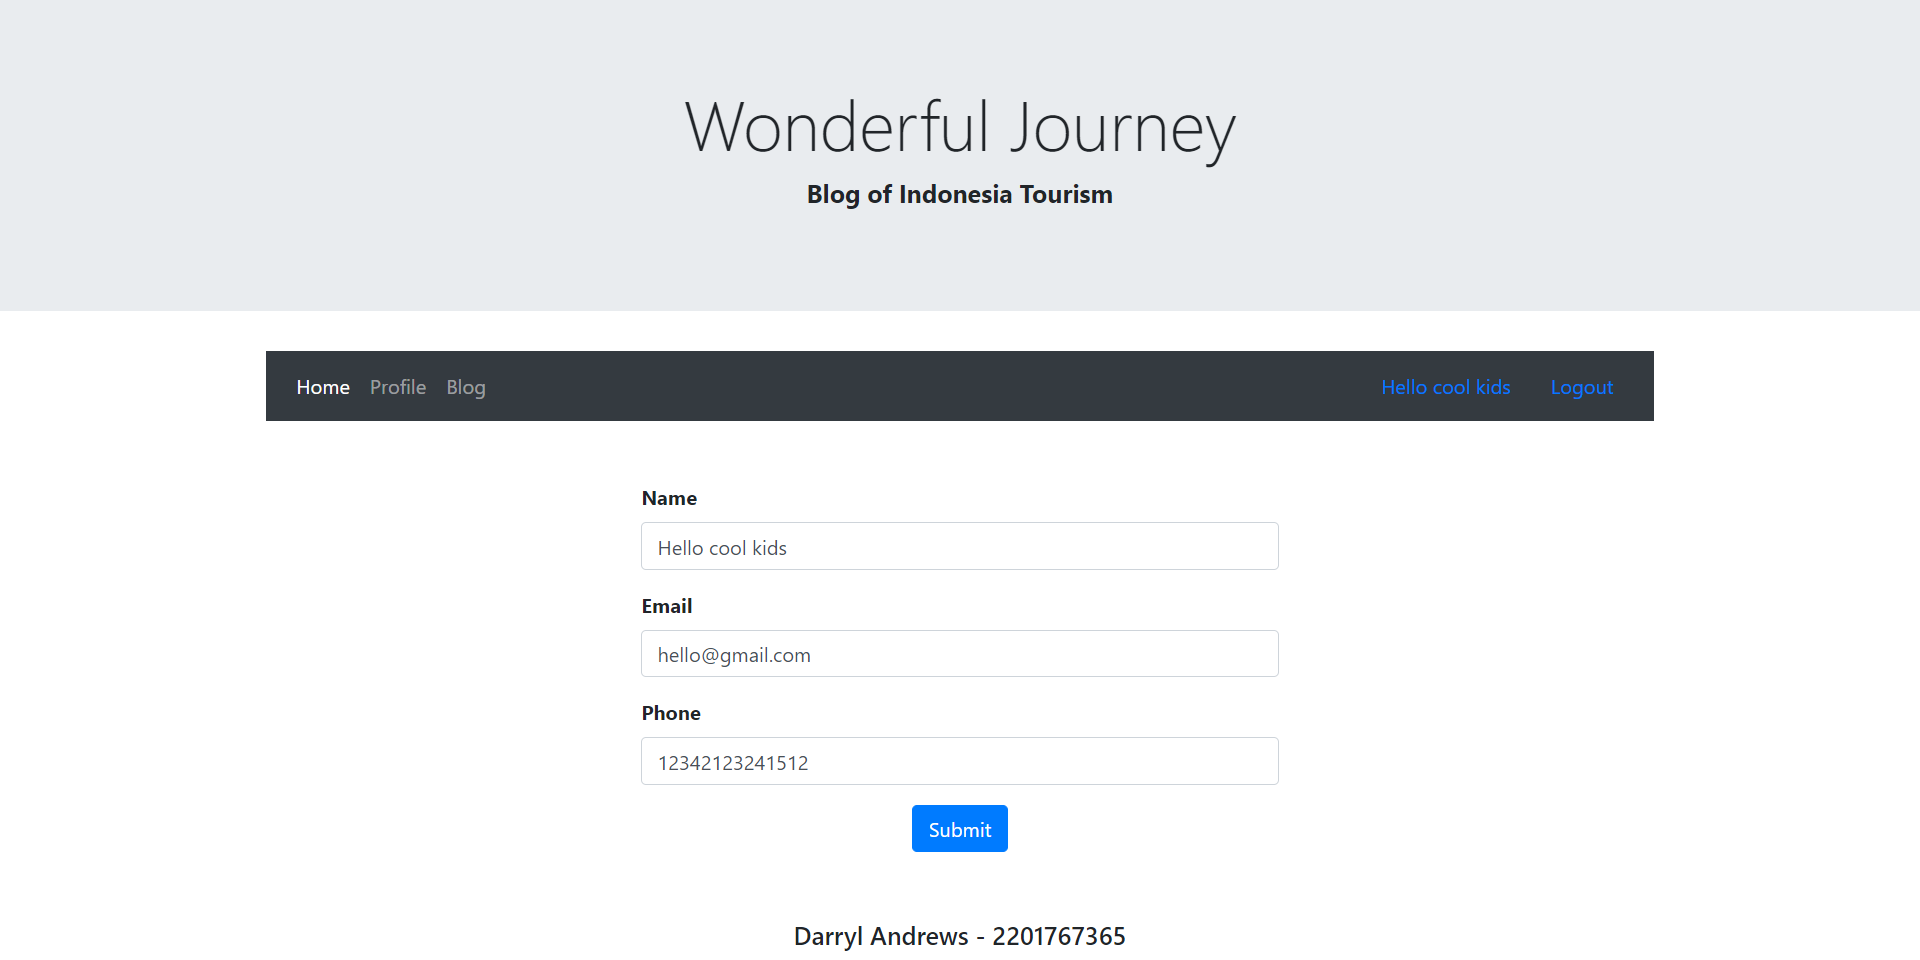 Wonderful Journey
Blog of Indonesia Tourism
Home Profile Blog Hello cool kids Logout
Name
Hello cool kids
Email
hello@gmail.com
Phone
12342123241512
Submit
Darryl Andrews - 2201767365